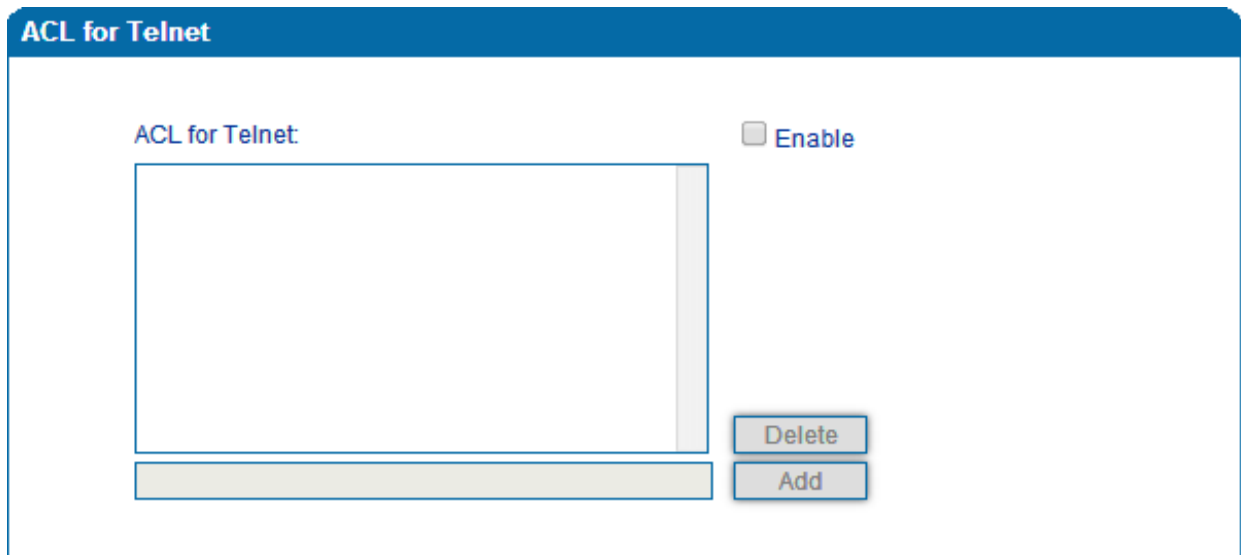 ACL for Telnet
ACL for Telnet:
Enable
Delete
Add